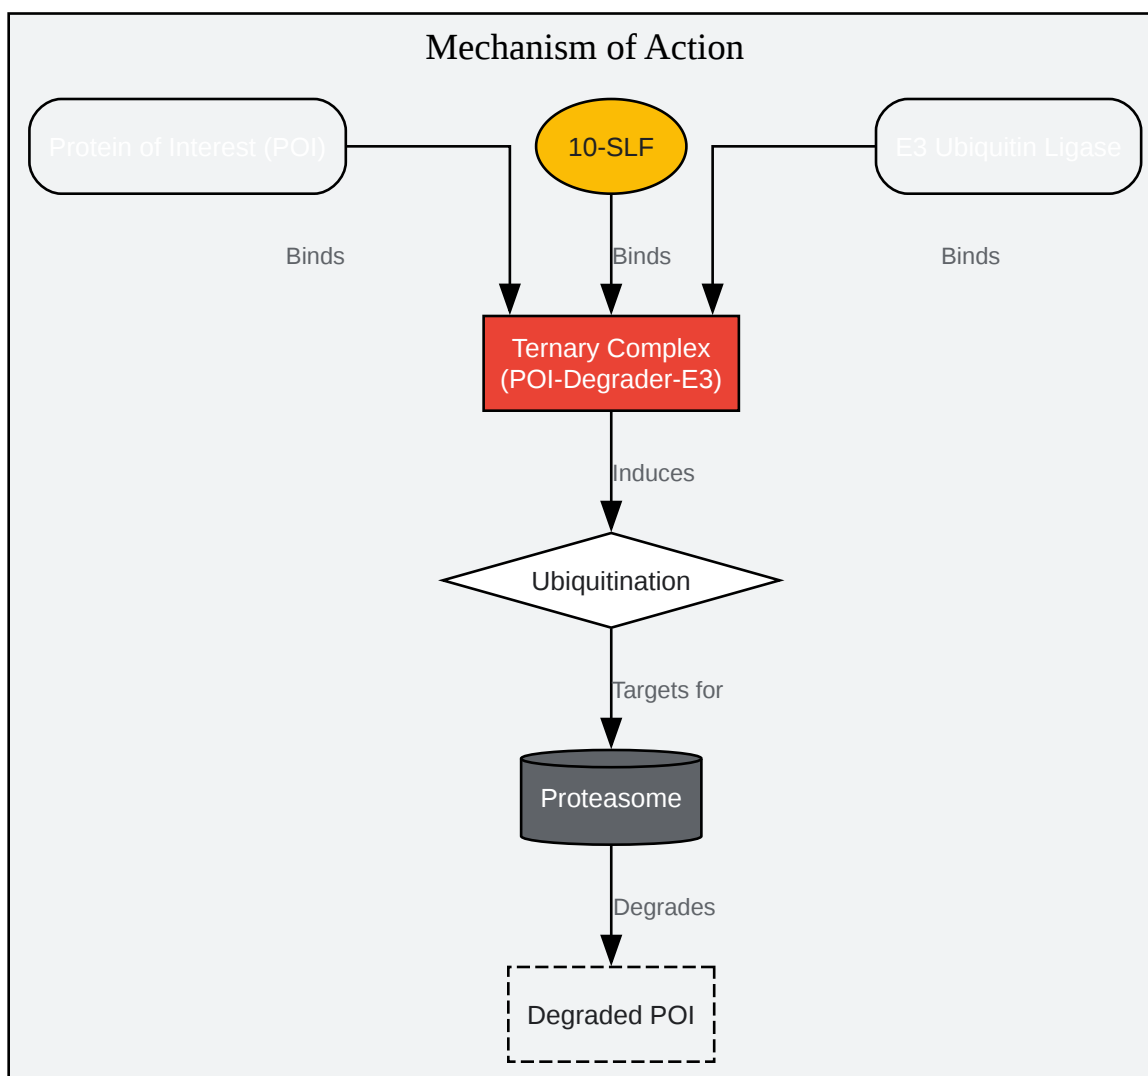 Mechanism of Action
Protein of Interest (POI)
10-SLF
E3 Ubiquitin Ligase
Binds
Binds
Binds
Ternary Complex
(POI-Degrader-E3)
Induces
Ubiquitination
Targets for
Proteasome
Degrades
Degraded POI